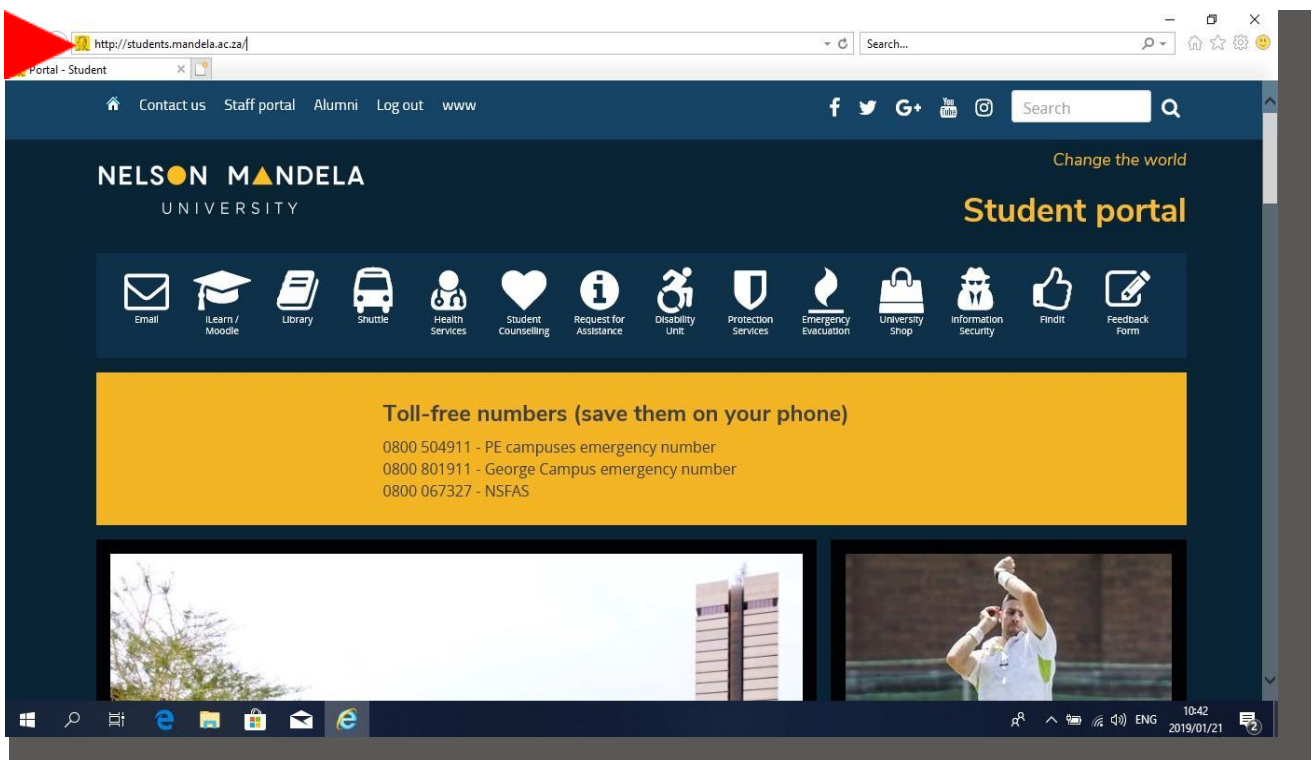 http://students.mandela.ac.za/
Search...
Portal - Student
Contact us Staff portal Alumni Log out www
f G+ You Tube Search
Change the world
NELSON MANDELA
UNIVERSITY
Student portal
Email
iLearn / Moodle
Library
Shuttle
Health Services
Student Counselling
Request for Assistance
Disability Unit
Protection Services
Emergency Evacuation
University Shop
Information Security
Findit
Feedback Form
Toll-free numbers (save them on your phone)
0800 504911 - PE campuses emergency number
0800 801911 - George Campus emergency number
0800 067327 - NSFAS
ENG
10:42
2019/01/21
2